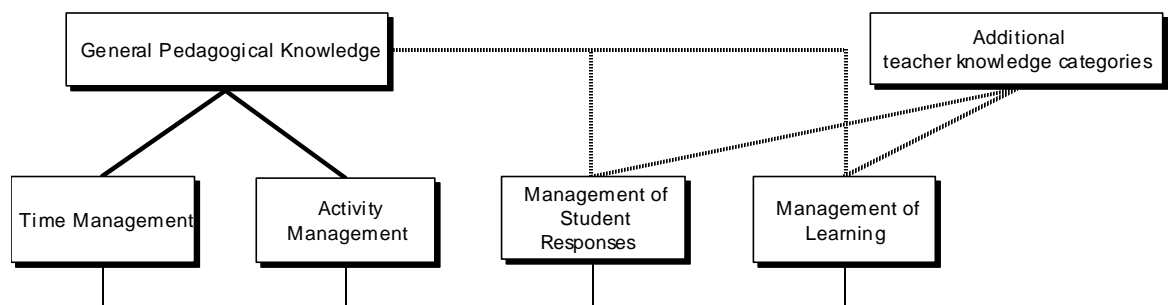 General Pedagogical Knowledge
Additional
teacher knowledge categories
Time Management
Activity
Management
Management of
Student
Responses
Management of
Learning